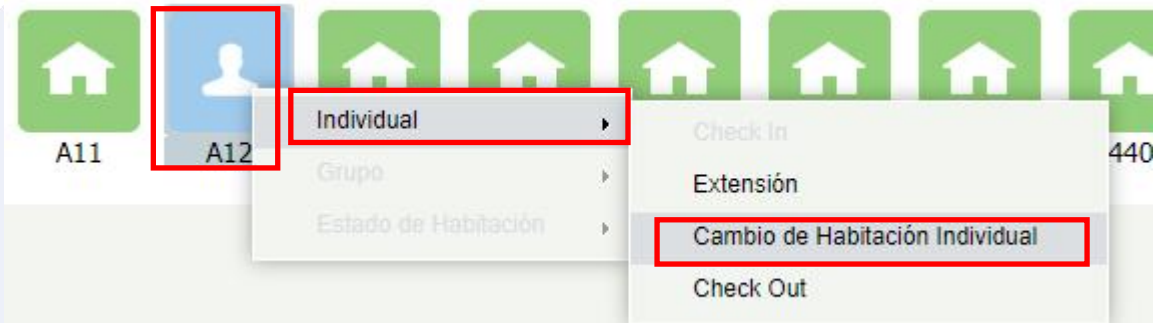 A11
A12
440
Individual
Grupo
Estado de Habitación
Check In
Extensión
Cambio de Habitación Individual
Check Out